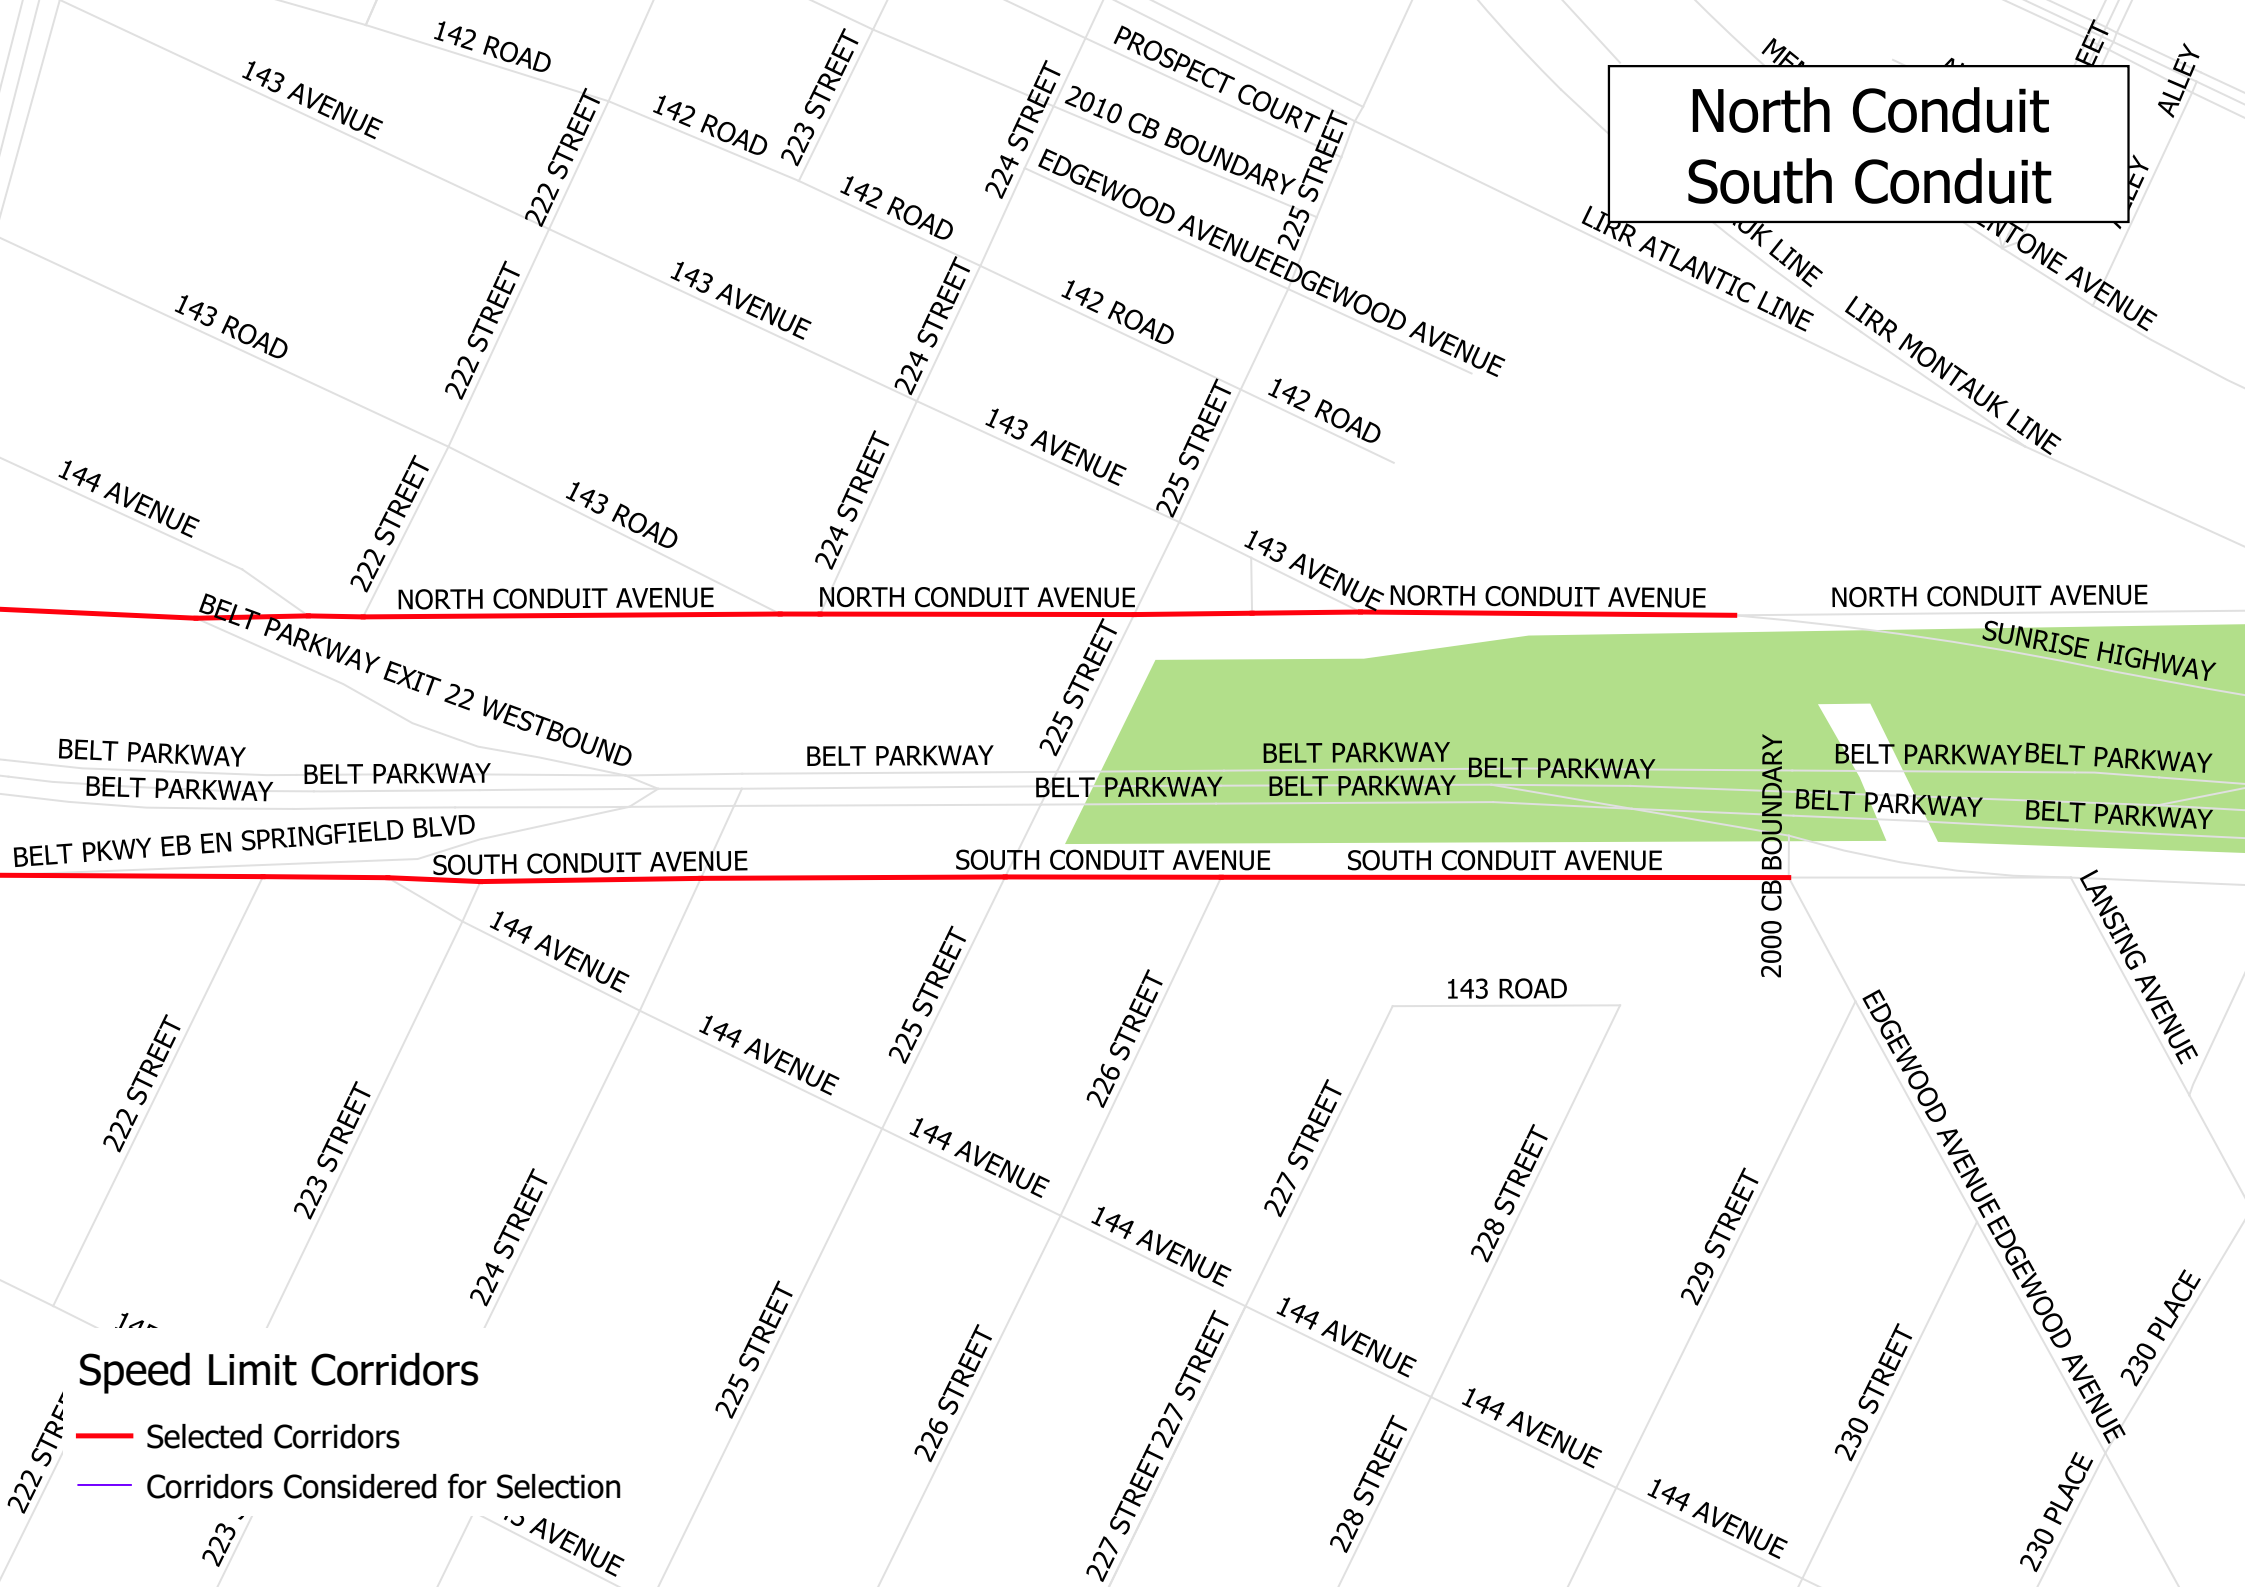 North Conduit
South Conduit
142 ROAD
143 AVENUE
222 STREET
142 ROAD
223 STREET
224 STREET
PROSPECT COURT
2010 CB BOUNDARY
225 STREET
EDGEWOOD AVENUE
EDGEWOOD AVENUE
142 ROAD
ALLEY
LIRR ATLANTIC LINE
LINE
LIRR MONTAUK LINE
AVENUE
143 ROAD
222 STREET
143 AVENUE
224 STREET
142 ROAD
142 ROAD
143 AVENUE
225 STREET
144 AVENUE
222 STREET
143 ROAD
224 STREET
143 AVENUE
NORTH CONDUIT AVENUE
NORTH CONDUIT AVENUE
NORTH CONDUIT AVENUE
NORTH CONDUIT AVENUE
SUNRISE HIGHWAY
BELT PARKWAY EXIT 22 WESTBOUND
225 STREET
BELT PARKWAY
BELT PARKWAY
BELT PARKWAY
BELT PARKWAY
BELT PARKWAY
BELT PARKWAY
BELT PARKWAY
BELT PARKWAY
BELT PARKWAY
BELT PARKWAY
BELT PARKWAY
BELT PARKWAY
BELT PKWY EB EN SPRINGFIELD BLVD
SOUTH CONDUIT AVENUE
SOUTH CONDUIT AVENUE
SOUTH CONDUIT AVENUE
2000 CB BOUNDARY
LANSING AVENUE
144 AVENUE
225 STREET
226 STREET
143 ROAD
EDGEWOOD AVENUE
EDGEWOOD AVENUE
222 STREET
223 STREET
144 AVENUE
224 STREET
144 AVENUE
227 STREET
228 STREET
229 STREET
144 AVENUE
144 AVENUE
144 AVENUE
144 AVENUE
225 STREET
226 STREET
227 STREET
227 STREET
228 STREET
230 STREET
230 PLACE
230 PLACE
222
223
AVENUE
Speed Limit Corridors
Selected Corridors
Corridors Considered for Selection